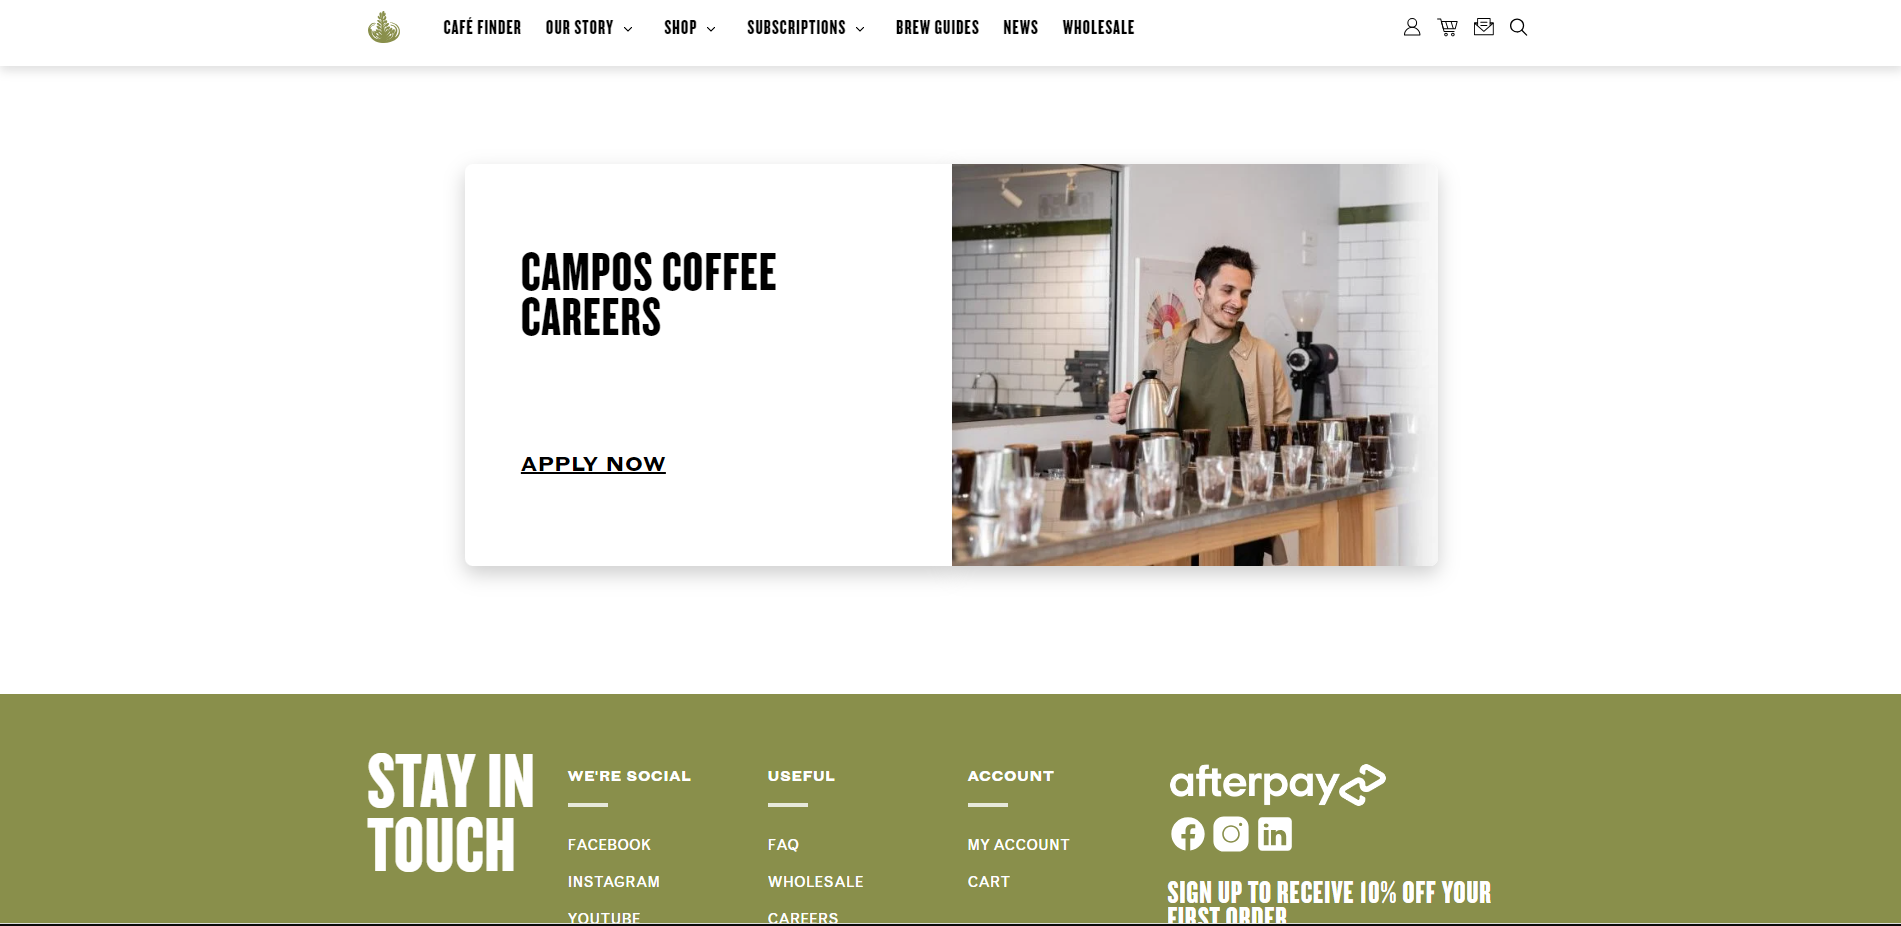 CAFÉ FINDER OUR STORY SHOP SUBSCRIPTIONS BREW GUIDES NEWS WHOLESALE
CAMPOS COFFEE
CAREERS
APPLY NOW
STAY IN
TOUCH
WE'RE SOCIAL
FACEBOOK
INSTAGRAM
YOUTUBE
USEFUL
FAQ
WHOLESALE
CAREERS
ACCOUNT
MY ACCOUNT
CART
afterpay
SIGN UP TO RECEIVE 10% OFF YOUR
FIRST ORDER